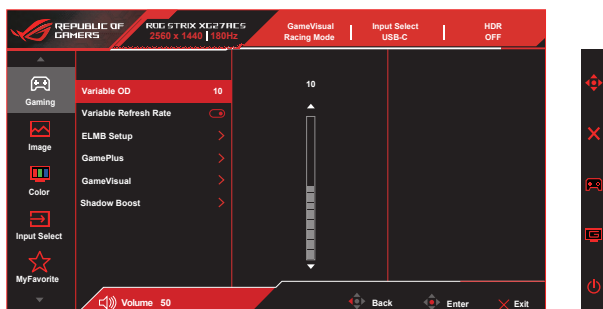 REPUBLIC OF
GAMERS
ROG STRIX XG27ACS
2560 x 1440 180Hz
GameVisual
Racing Mode
Input Select
USB-C
HDR
OFF
Gaming
Image
Color
Input Select
MyFavorite
Variable OD 10
Variable Refresh Rate
ELMB Setup
GamePlus
GameVisual
Shadow Boost
10
Volume 50
Back
Enter
Exit